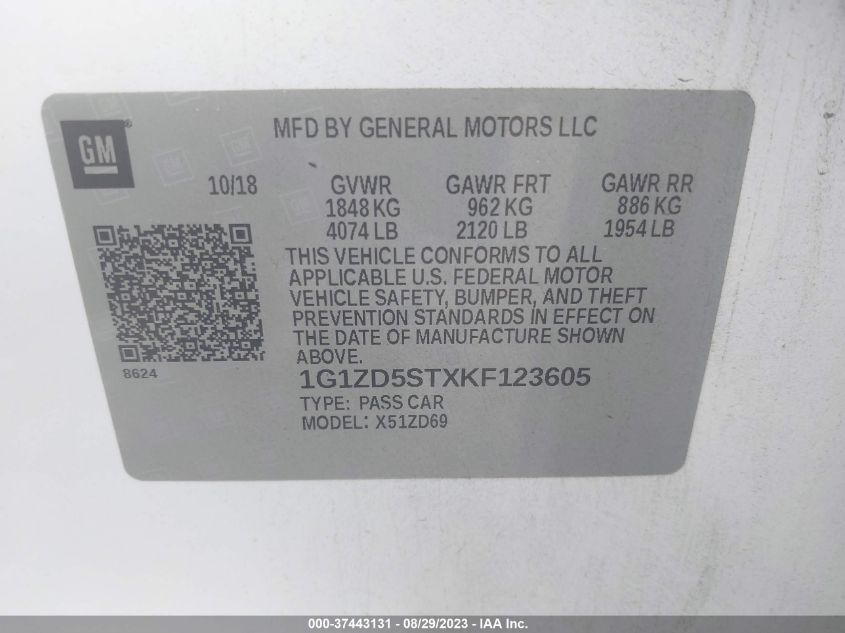 GM
MFD BY GENERAL MOTORS LLC
10/18 GVWR GAWR FRT GAWR RR
1848 KG 962 KG 886 KG
4074 LB 2120 LB 1954 LB
THIS VEHICLE CONFORMS TO ALL
APPLICABLE U.S. FEDERAL MOTOR
VEHICLE SAFETY, BUMPER, AND THEFT
PREVENTION STANDARDS IN EFFECT ON
THE DATE OF MANUFACTURE SHOWN
ABOVE.
8624
1G1ZD5STXKF123605
TYPE: PASS CAR
MODEL: X51ZD69
000-37443131 - 08/29/2023 - IAA Inc.